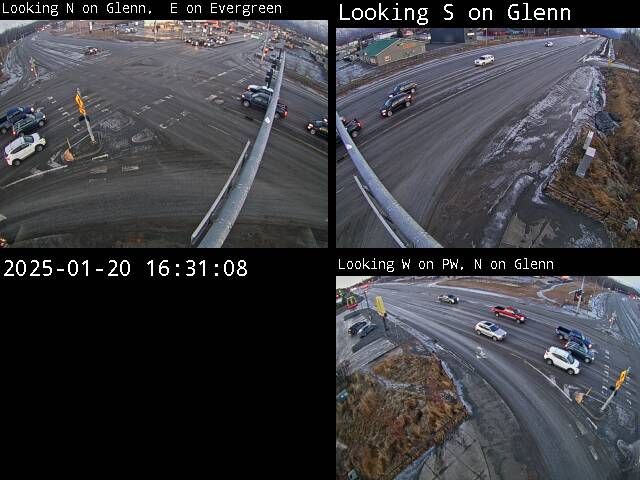 Looking N on Glenn, E on Evergreen
Looking S on Glenn
2025-01-20 16:31:08
Looking W on PW, N on Glenn